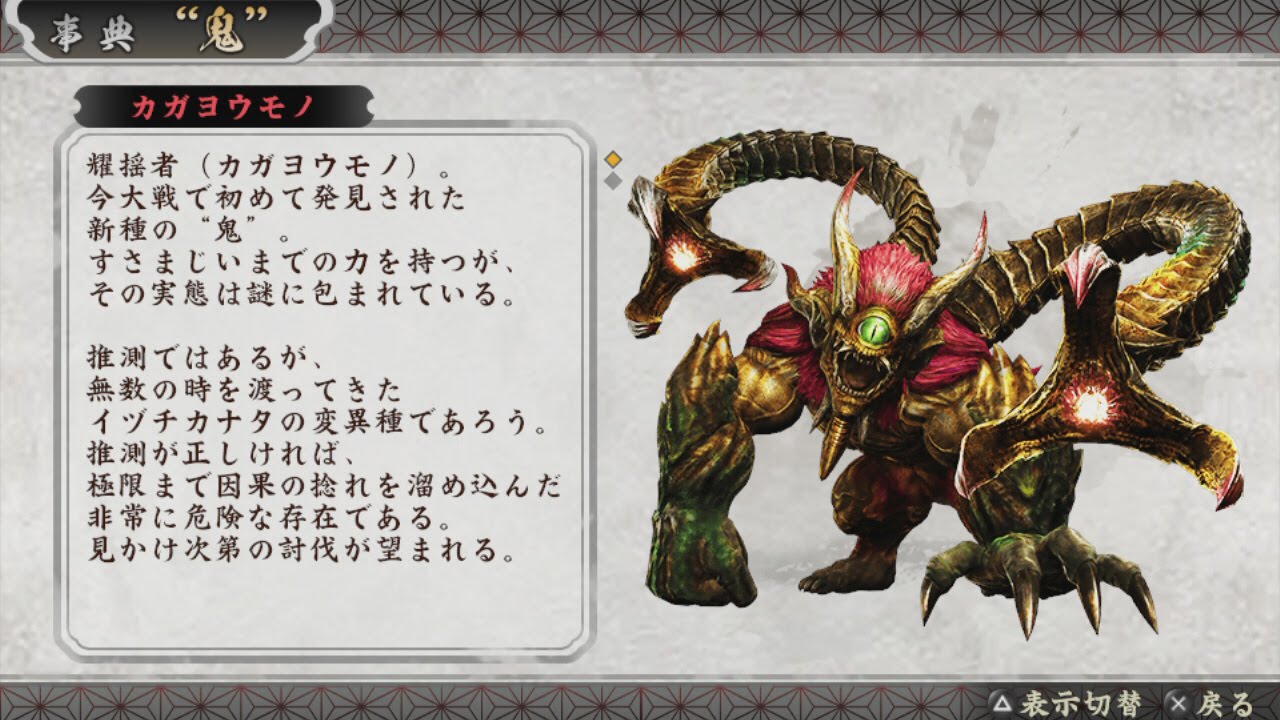 事典 “鬼”
カガヨウモノ
耀揺者（カガヨウモノ）。
今大戦で初めて発見された
新種の“鬼”。
すさまじいまでの力を持つが、
その実態は謎に包まれている。
推測ではあるが、
無数の時を渡ってきた
イヅチカナタの変異種であろう。
推測が正しければ、
極限まで因果の捻れを溜め込んだ
非常に危険な存在である。
見かけ次第の討伐が望まれる。
表示切替 戻る